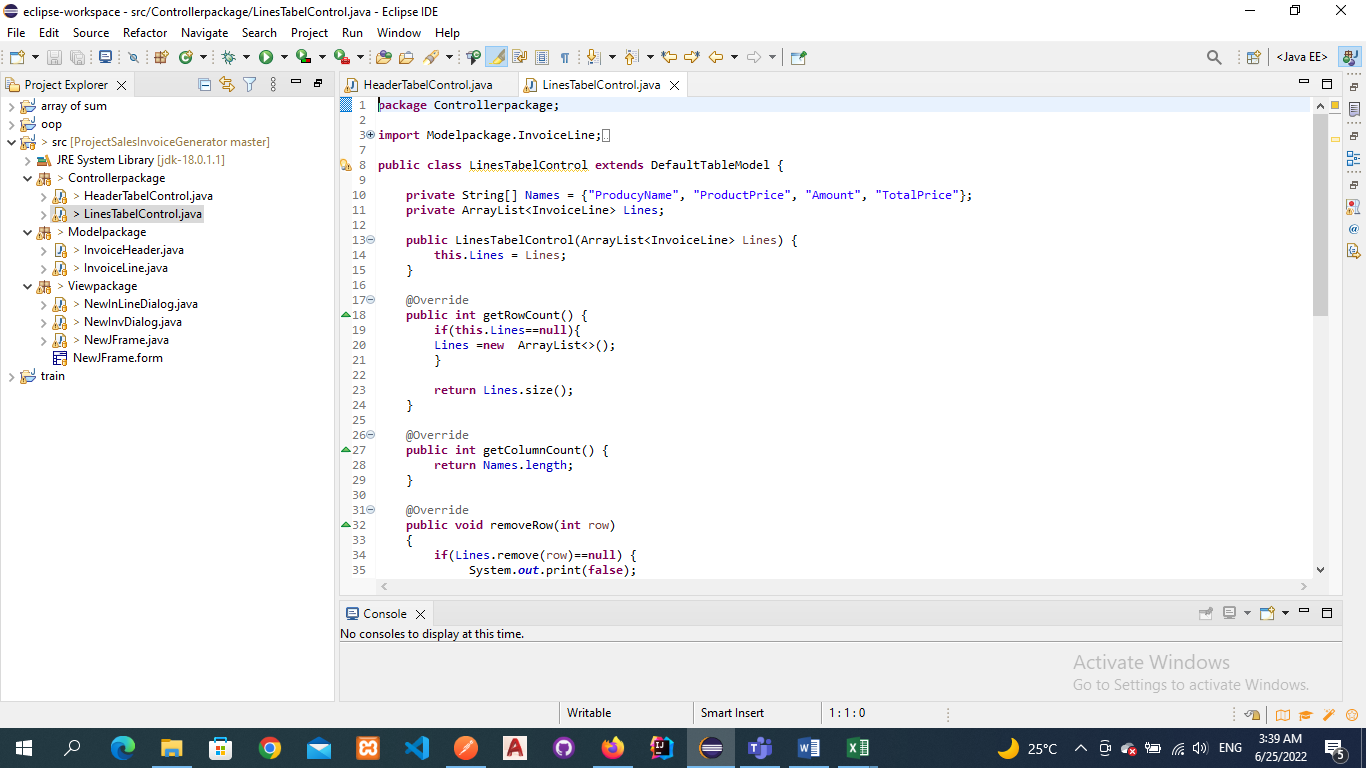 eclipse-workspace - src/Controllerpackage/LinesTabelControl.java - Eclipse IDE
File Edit Source Refactor Navigate Search Project Run Window Help
<Java EE>
Project Explorer
array of sum
oop
> src [ProjectSalesInvoiceGenerator master]
JRE System Library [jdk-18.0.1.1]
> Controllerpackage
> HeaderTabelControl.java
> LinesTabelControl.java
> Modelpackage
> InvoiceHeader.java
> InvoiceLine.java
> Viewpackage
> NewInLineDialog.java
> NewInvDialog.java
> NewJFrame.java
NewJFrame.form
train
HeaderTabelControl.java LinesTabelControl.java
1 package Controllerpackage;
2
3 import Modelpackage.InvoiceLine;
7
8 public class LinesTabelControl extends DefaultTableModel {
9
10 private String[] Names = {"ProducyName", "ProductPrice", "Amount", "TotalPrice"};
11 private ArrayList<InvoiceLine> Lines;
12
13 public LinesTabelControl(ArrayList<InvoiceLine> Lines) {
14 this.Lines = Lines;
15 }
16
17 @Override
18 public int getRowCount() {
19 if(this.Lines==null){
20 Lines =new  ArrayList<>();
21 }
22
23 return Lines.size();
24 }
25
26 @Override
27 public int getColumnCount() {
28 return Names.length;
29 }
30
31 @Override
32 public void removeRow(int row)
33 {
34 if(Lines.remove(row)==null) {
35 System.out.print(false);
Console
No consoles to display at this time.
Activate Windows
Go to Settings to activate Windows.
Writable Smart Insert 1 : 1 : 0
25°C ENG 3:39 AM
6/25/2022
5